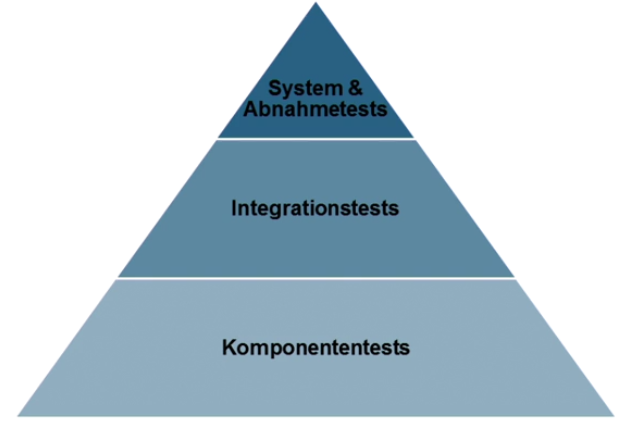 System &
Abnahmetests
Integrationstests
Komponententests